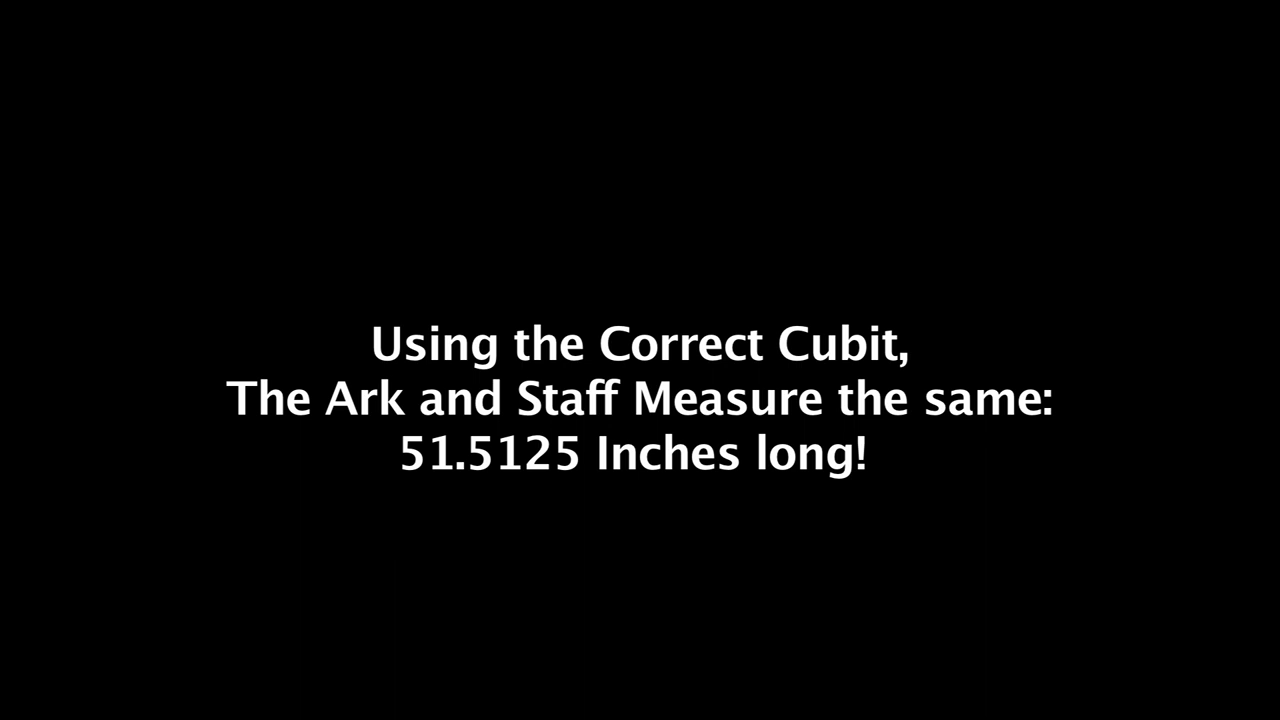 Using the Correct Cubit,
The Ark and Staff Measure the same:
51.5125 Inches long!